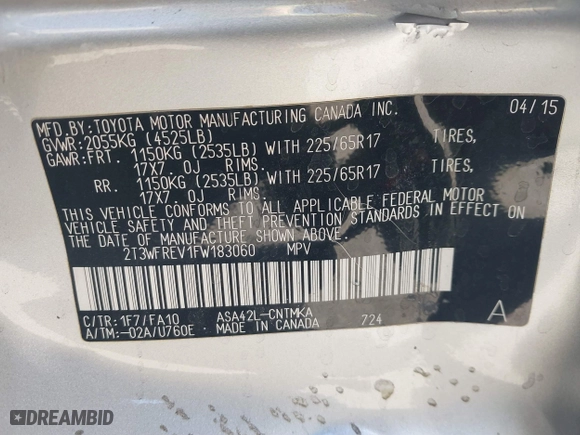 MFD.BY:TOYOTA MOTOR MANUFACTURING CANADA INC. 04/15
GVWR:2055KG (4525LB)
GAWR:FRT. 1150KG (2535LB) WITH 225/65R17 TIRES,
17X7.0J RIMS.
RR. 1150KG (2535LB) WITH 225/65R17 TIRES,
17X7.0J RIMS.
THIS VEHICLE CONFORMS TO ALL APPLICABLE FEDERAL MOTOR
VEHICLE SAFETY AND THEFT PREVENTION STANDARDS IN EFFECT
ON THE DATE OF MANUFACTURE SHOWN ABOVE.
2T3WFREV1FW183060 MPV
C/TR:1F7/FA10 ASA42L-CNTMKA 724 A
A/TM:-02A/U760E MADE IN CANADA
DREAMBID